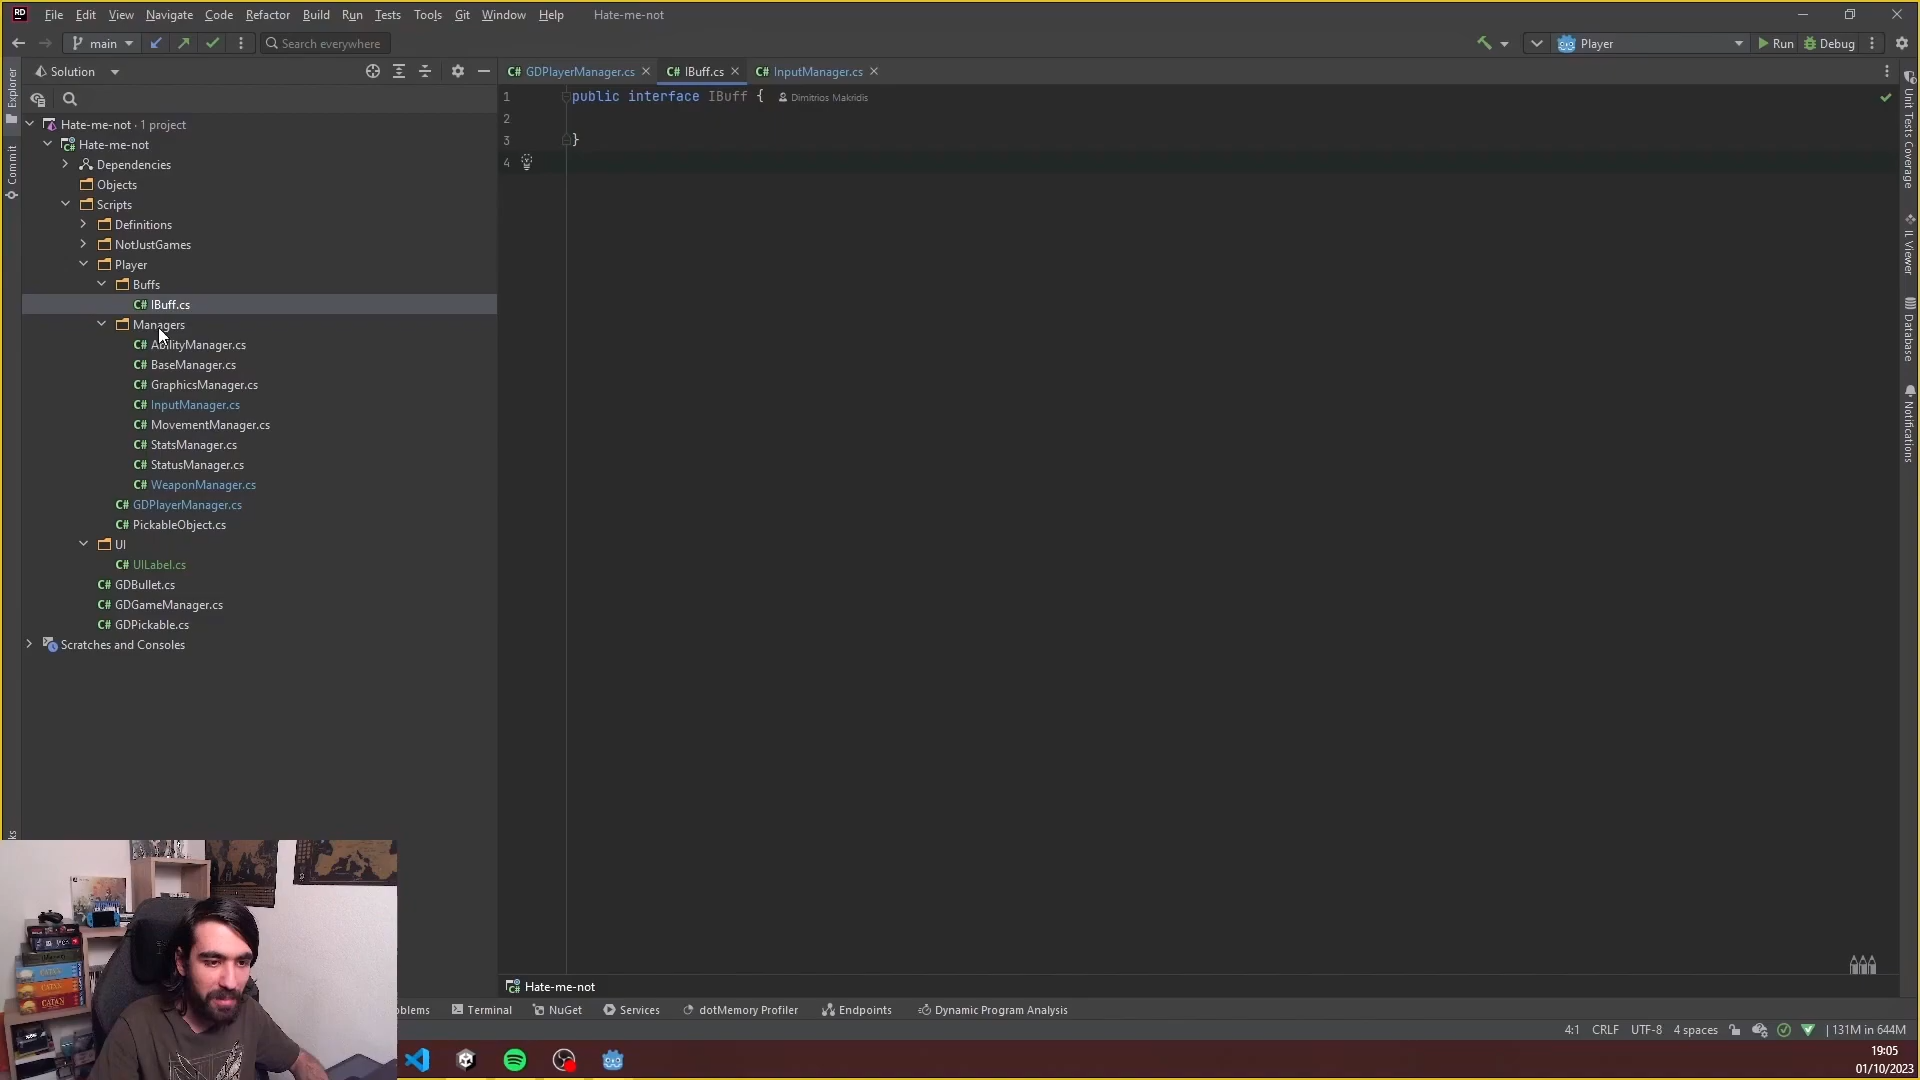 File Edit View Navigate Code Refactor Build Run Tests Tools Git Window Help Hate-me-not
main Search everywhere Player Run Debug
Solution
GDPlayerManager.cs IBuff.cs InputManager.cs
Explorer
Commit
Hate-me-not · 1 project
Hate-me-not
Dependencies
Objects
Scripts
Definitions
NotJustGames
Player
Buffs
C# IBuff.cs
Managers
C# AbilityManager.cs
C# BaseManager.cs
C# GraphicsManager.cs
C# InputManager.cs
C# MovementManager.cs
C# StatsManager.cs
C# StatusManager.cs
C# WeaponManager.cs
C# GDPlayerManager.cs
C# PickableObject.cs
UI
C# UILabel.cs
C# GDBullet.cs
C# GDGameManager.cs
C# GDPickable.cs
Scratches and Consoles
1 public interface IBuff { Dimitrios Makridis
2
3 }
4
Unit Tests Coverage
IL Viewer
Database
Notifications
CATAN
CATAN
CATAN
Hate-me-not
oblems Terminal NuGet Services dotMemory Profiler Endpoints Dynamic Program Analysis
4:1 CRLF UTF-8 4 spaces 131M in 644M
19:05
01/10/2023